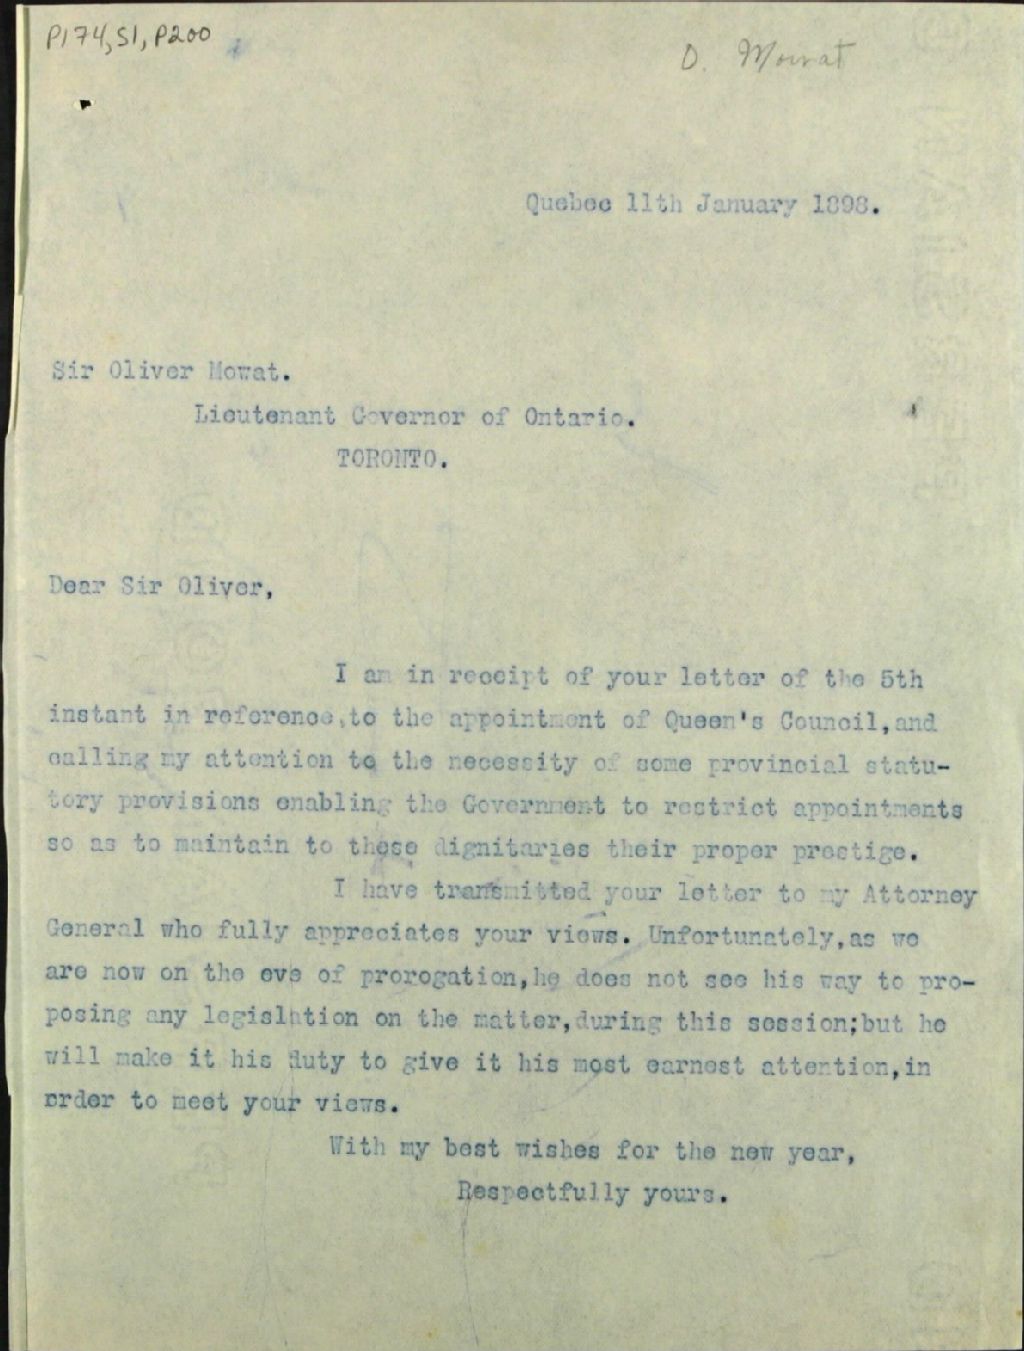 P174,S1,P200
O. Mowat
Quebec 11th January 1898.
Sir Oliver Mowat.
Lieutenant Governor of Ontario.
TORONTO.
Dear Sir Oliver,
I am in receipt of your letter of the 5th
instant in reference,to the appointment of Queen's Council,and
calling my attention to the necessity of some provincial statu-
tory provisions enabling the Government to restrict appointments
so as to maintain to these dignitaries their proper prestige.
I have transmitted your letter to my Attorney
General who fully appreciates your views. Unfortunately,as we
are now on the eve of prorogation,he does not see his way to pro-
posing any legislation on the matter,during this session;but he
will make it his duty to give it his most earnest attention,in
order to meet your views.
With my best wishes for the new year,
Respectfully yours.